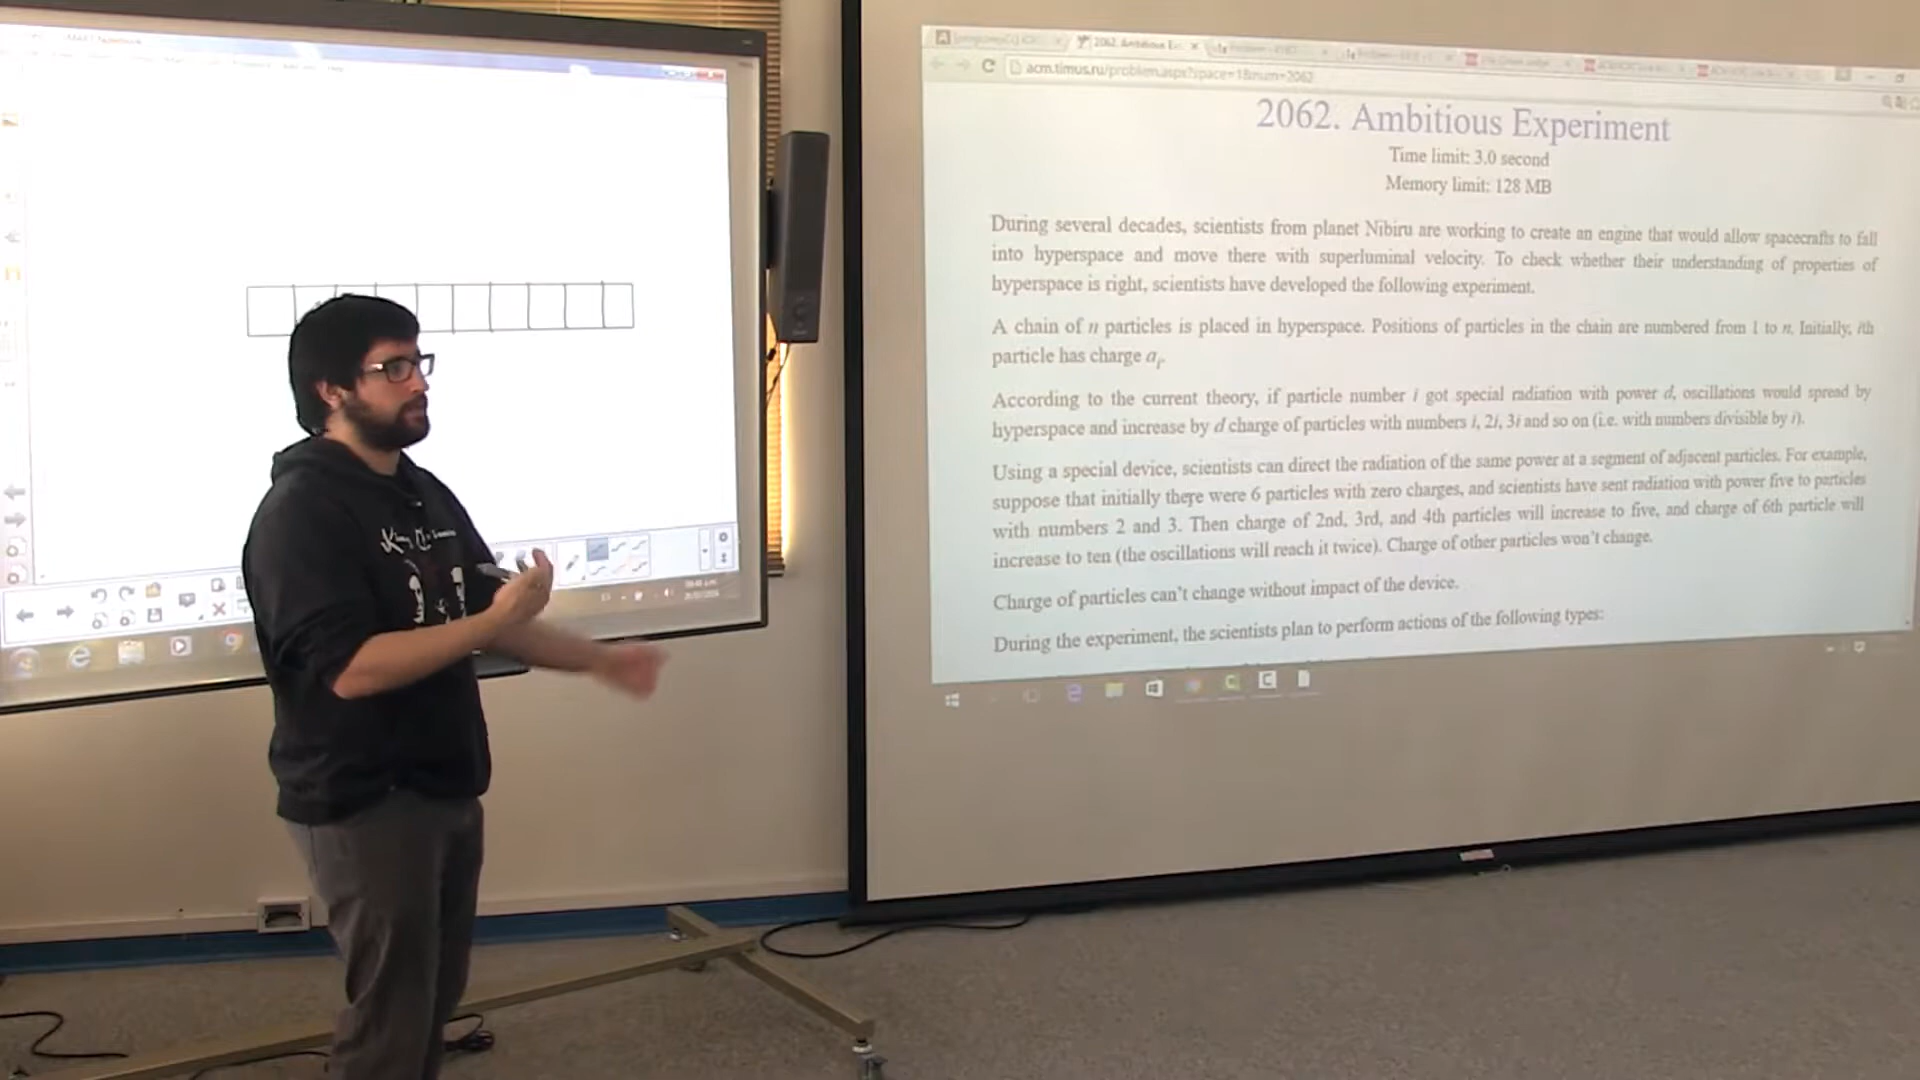 2062. Ambitious Ex
acm.timus.ru/problem.aspx?space=1&num=2062
2062. Ambitious Experiment
Time limit: 3.0 second
Memory limit: 128 MB
During several decades, scientists from planet Nibiru are working to create an engine that would allow spacecrafts to fall
into hyperspace and move there with superluminal velocity. To check whether their understanding of properties of
hyperspace is right, scientists have developed the following experiment.
A chain of n particles is placed in hyperspace. Positions of particles in the chain are numbered from 1 to n. Initially, ith
particle has charge ai.
According to the current theory, if particle number i got special radiation with power d, oscillations would spread by
hyperspace and increase by d charge of particles with numbers i, 2i, 3i and so on (i.e. with numbers divisible by i).
Using a special device, scientists can direct the radiation of the same power at a segment of adjacent particles. For example,
suppose that initially there were 6 particles with zero charges, and scientists have sent radiation with power five to particles
with numbers 2 and 3. Then charge of 2nd, 3rd, and 4th particles will increase to five, and charge of 6th particle will
increase to ten (the oscillations will reach it twice). Charge of other particles won't change.
Charge of particles can't change without impact of the device.
During the experiment, the scientists plan to perform actions of the following types: